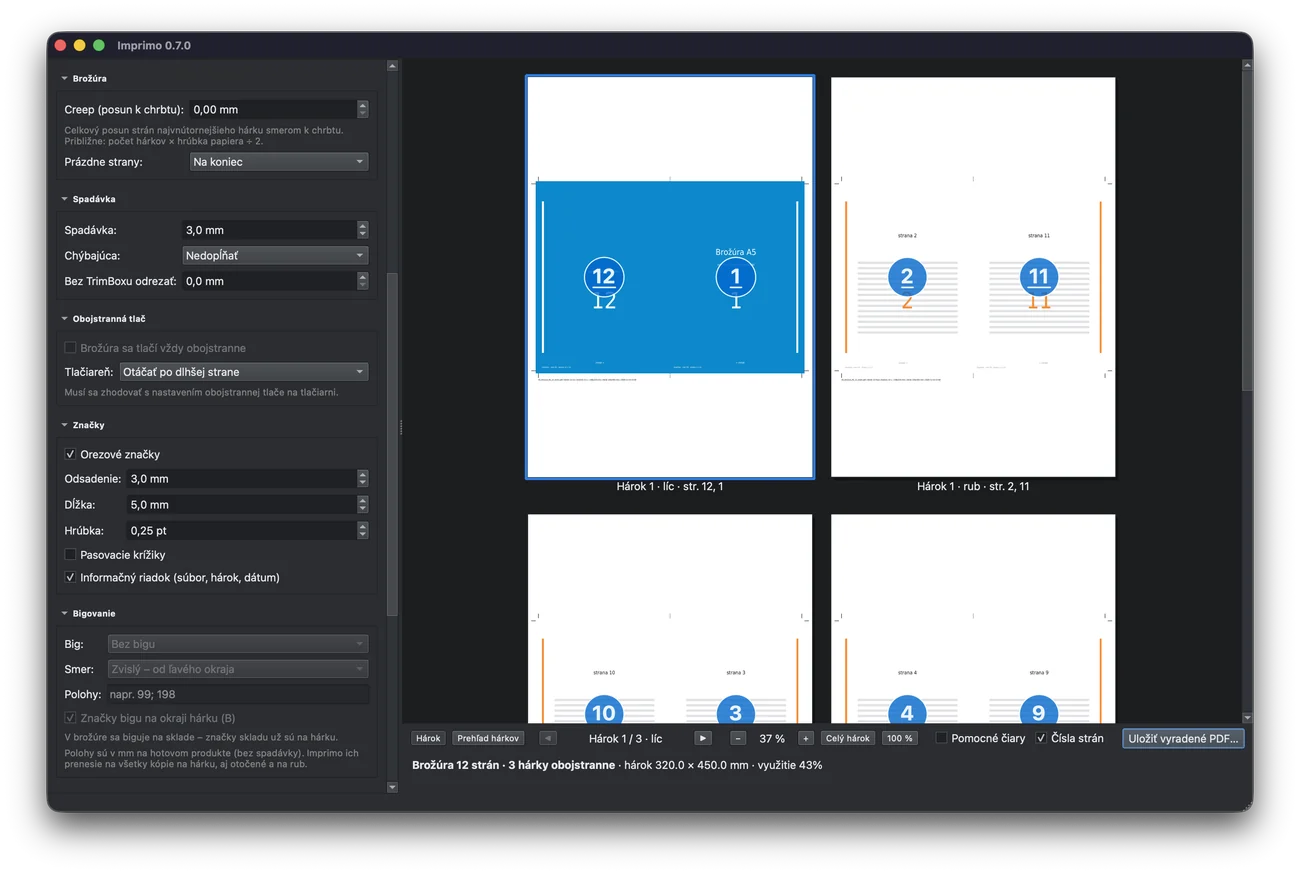 Imprimo 0.7.0
Brožúra
Creep (posun k chrbtu): 0,00 mm
Celkový posun strán najvnútornejšieho hárku smerom k chrbtu.
Približne: počet hárkov × hrúbka papiera ÷ 2.
Prázdne strany: Na koniec
Spadávka
Spadávka: 3,0 mm
Chýbajúca: Nedopĺňať
Bez TrimBoxu odrezať: 0,0 mm
Obojstranná tlač
Brožúra sa tlačí vždy obojstranne
Tlačiareň: Otáčať po dlhšej strane
Musí sa zhodovať s nastavením obojstrannej tlače na tlačiarni.
Značky
Orezové značky
Odsadenie: 3,0 mm
Dĺžka: 5,0 mm
Hrúbka: 0,25 pt
Pasovacie krížiky
Informačný riadok (súbor, hárok, dátum)
Bigovanie
Big: Bez bigu
Smer: Zvislý – od ľavého okraja
Polohy: napr. 99; 198
Značky bigu na okraji hárku (B)
V brožúre sa biguje na sklade – značky skladu už sú na hárku.
Polohy sú v mm na hotovom produkte (bez spadávky). Imprimo ich
prenesie na všetky kópie na hárku, aj otočené a na rub.
Brožúra A5
12
1
12
1
Hárok 1 · líc · str. 12, 1
strana 2
strana 11
2
11
2
11
Hárok 1 · rub · str. 2, 11
strana 10
strana 3
10
3
strana 4
strana 9
4
9
Hárok
Prehľad hárkov
Hárok 1 / 3 · líc
–
37 %
+
Celý hárok
100 %
Pomocné čiary
Čísla strán
Uložiť vyradené PDF...
Brožúra 12 strán · 3 hárky obojstranne · hárok 320.0 × 450.0 mm · využitie 43%